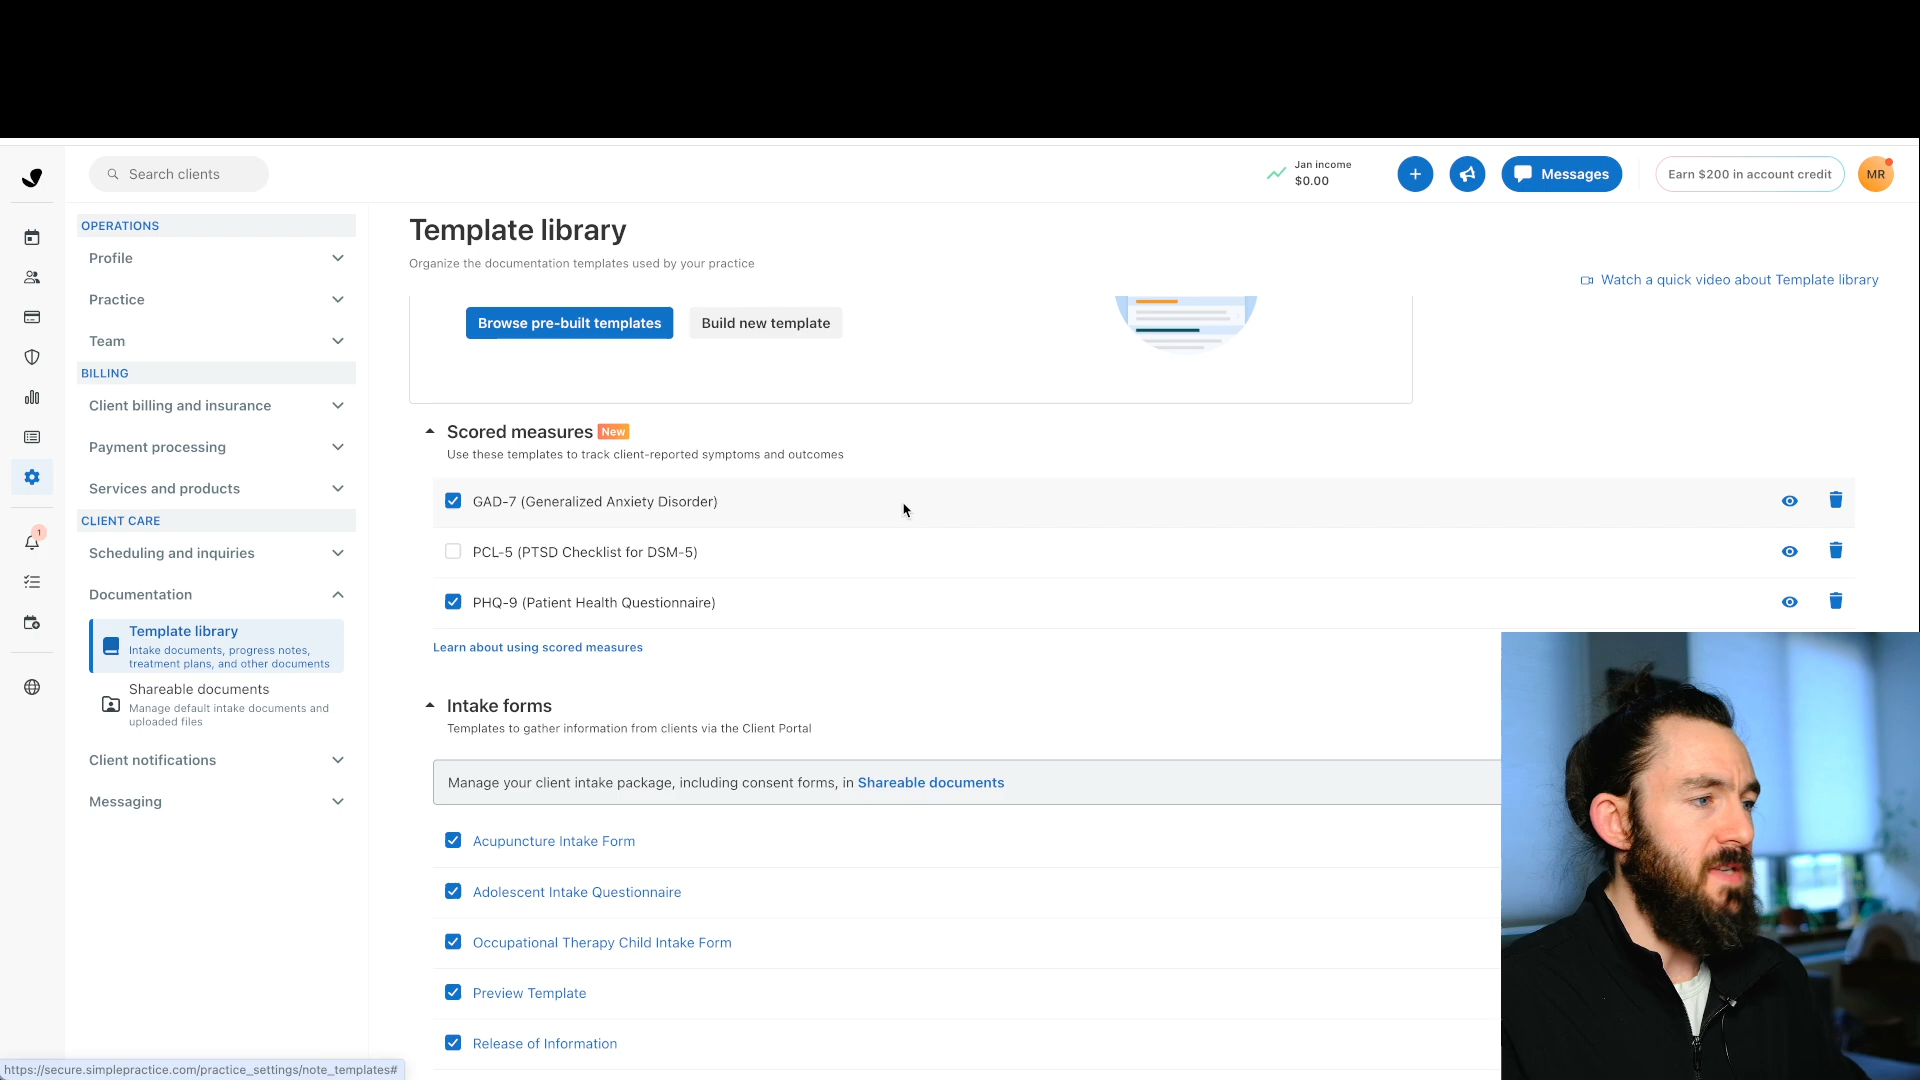 Search clients
Jan income
$0.00
+
Messages
Earn $200 in account credit
MR
OPERATIONS
Profile
Practice
Team
BILLING
Client billing and insurance
Payment processing
Services and products
CLIENT CARE
Scheduling and inquiries
Documentation
Template library
Intake documents, progress notes,
treatment plans, and other documents
Shareable documents
Manage default intake documents and
uploaded files
Client notifications
Messaging
1
Template library
Organize the documentation templates used by your practice
Watch a quick video about Template library
Browse pre-built templates
Build new template
Scored measures New
Use these templates to track client-reported symptoms and outcomes
GAD-7 (Generalized Anxiety Disorder)
PCL-5 (PTSD Checklist for DSM-5)
PHQ-9 (Patient Health Questionnaire)
Learn about using scored measures
Intake forms
Templates to gather information from clients via the Client Portal
Manage your client intake package, including consent forms, in Shareable documents
Acupuncture Intake Form
Adolescent Intake Questionnaire
Occupational Therapy Child Intake Form
Preview Template
Release of Information
https://secure.simplepractice.com/practice_settings/note_templates#